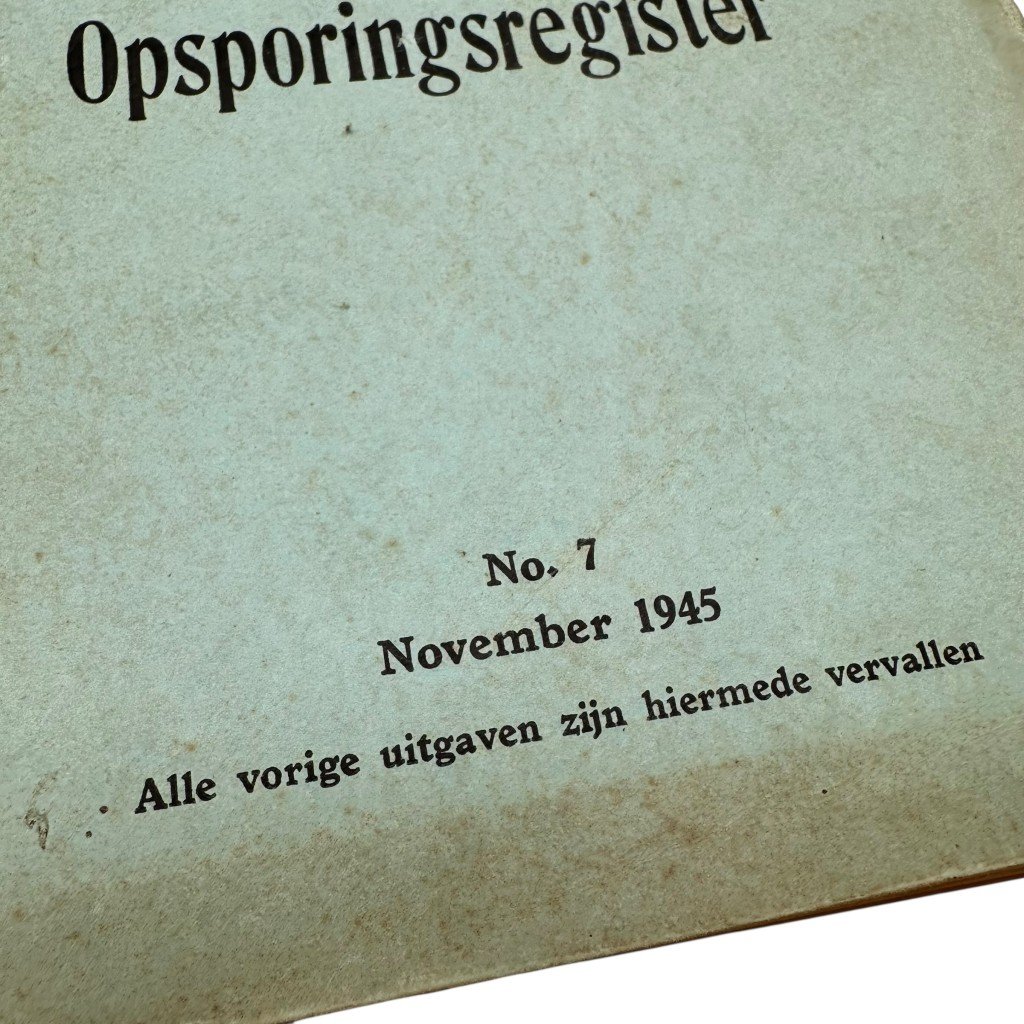 Opsporingsregister
No. 7
November 1945
Alle vorige uitgaven zijn hiermede vervallen